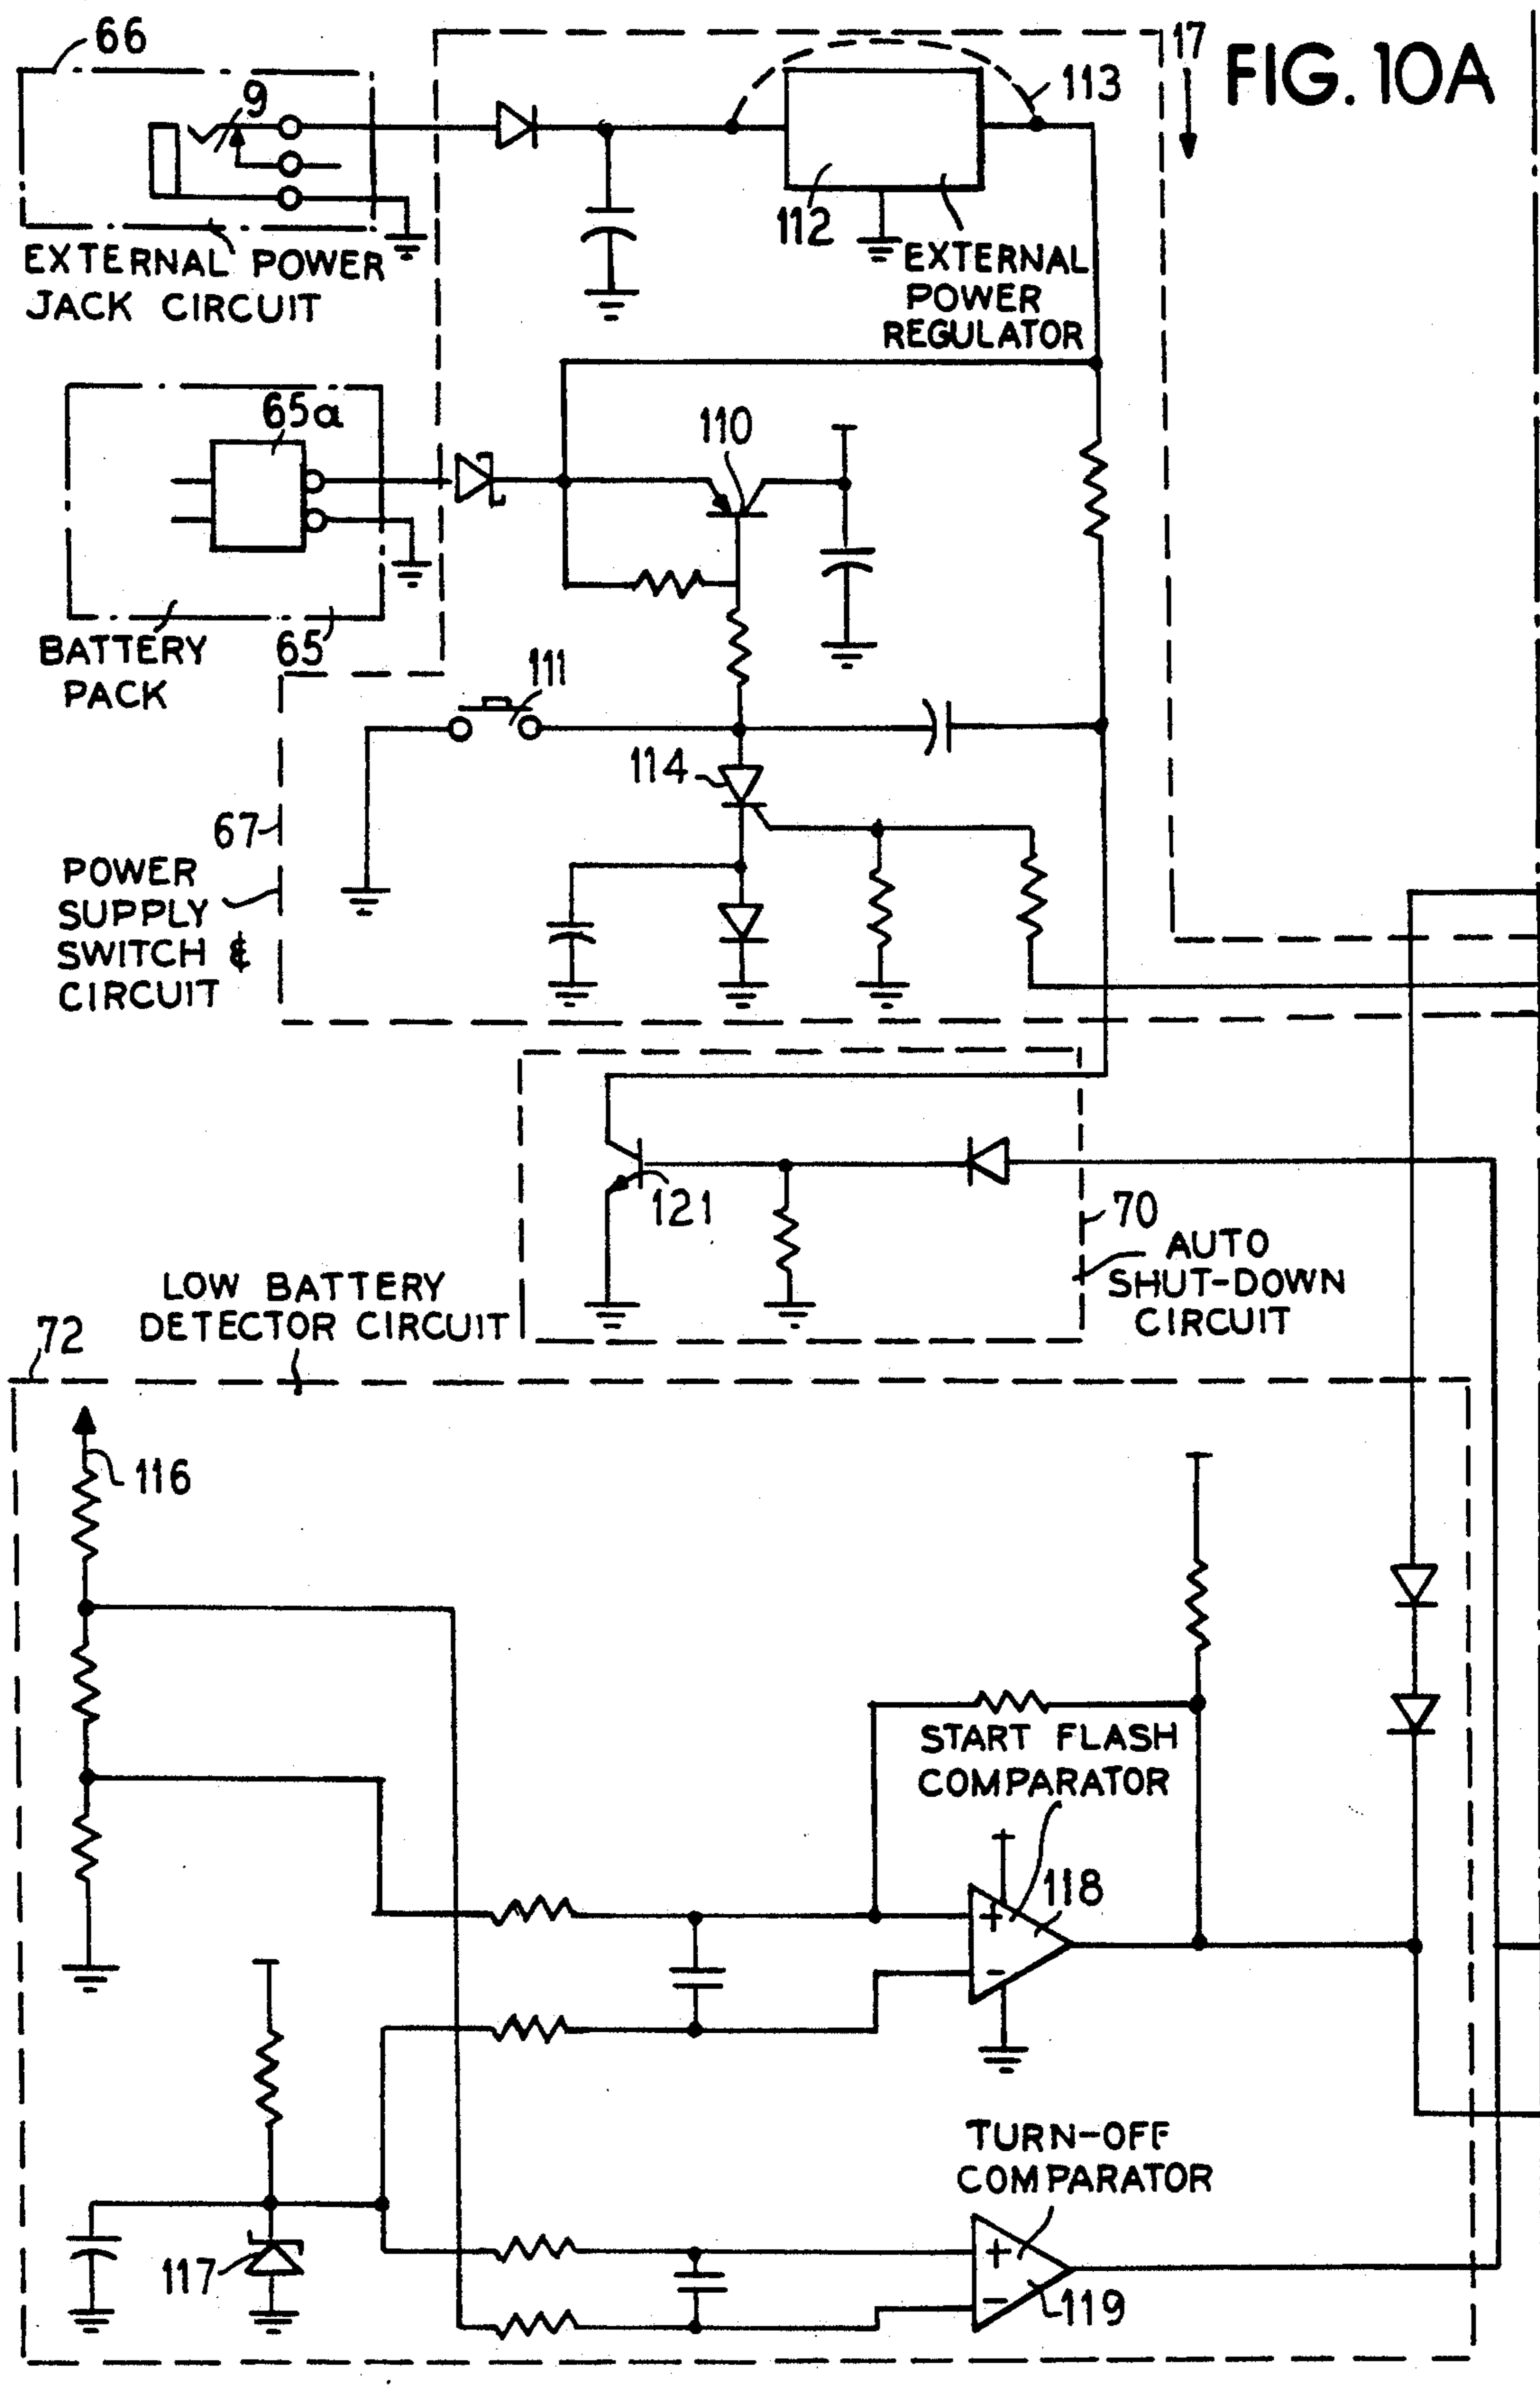 FIG. 10A
66
9
17
113
112
EXTERNAL POWER
JACK CIRCUIT
EXTERNAL
POWER
REGULATOR
65a
110
BATTERY
PACK
65
111
114
67
POWER
SUPPLY
SWITCH &
CIRCUIT
121
70
AUTO
SHUT-DOWN
CIRCUIT
LOW BATTERY
DETECTOR CIRCUIT
72
116
START FLASH
COMPARATOR
118
+
-
TURN-OFF
COMPARATOR
117
+
-
119